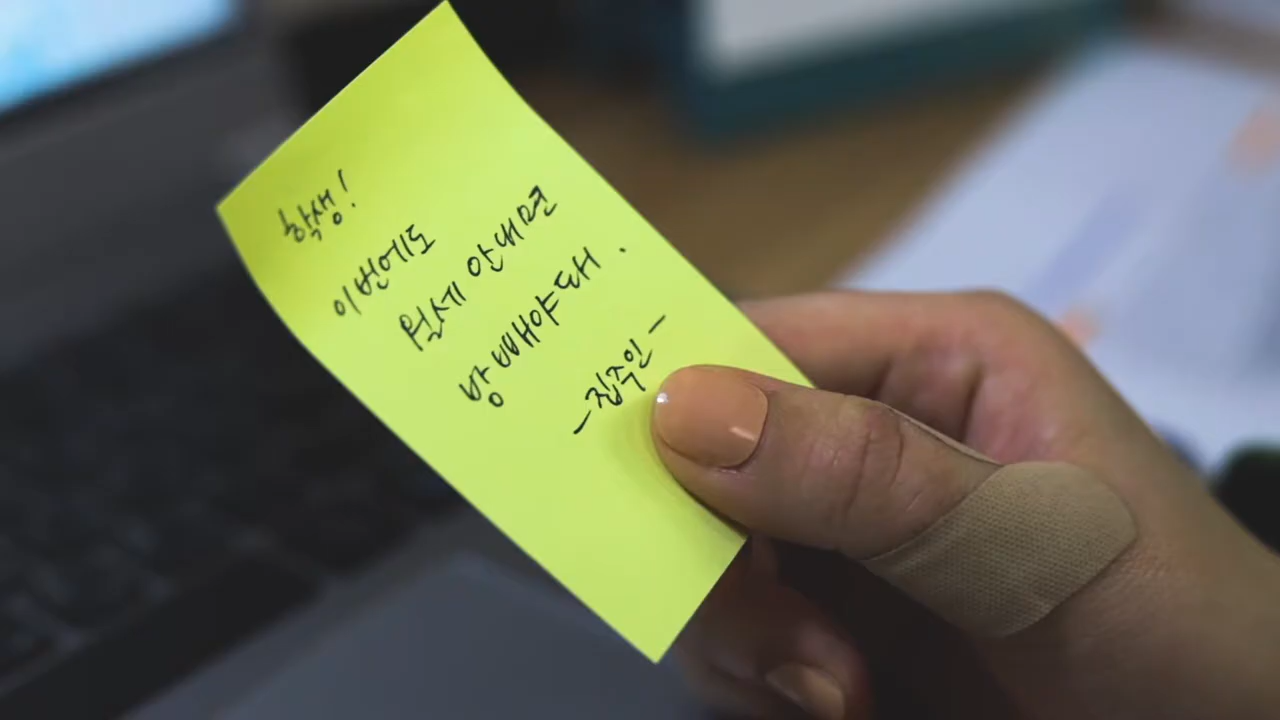 학생!
이번에도
월세 안내면
방 빼야 돼.
-집주인-